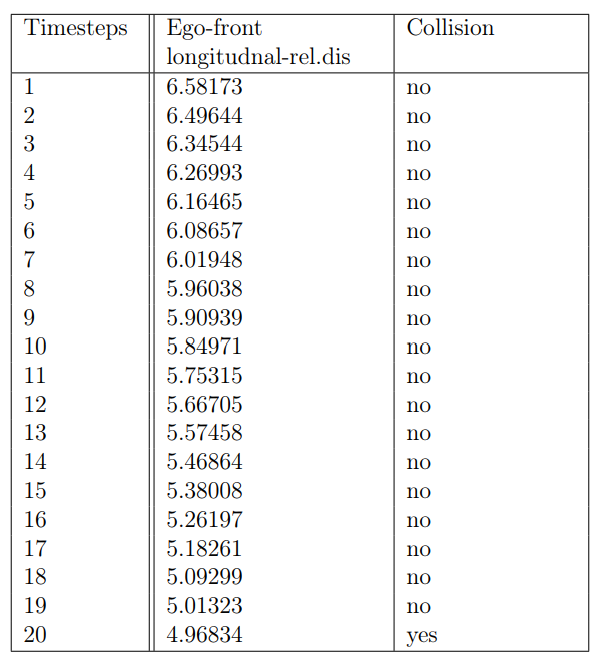 Timesteps Ego-front Collision
longitudnal-rel.dis
1 6.58173 no
2 6.49644 no
3 6.34544 no
4 6.26993 no
5 6.16465 no
6 6.08657 no
7 6.01948 no
8 5.96038 no
9 5.90939 no
10 5.84971 no
11 5.75315 no
12 5.66705 no
13 5.57458 no
14 5.46864 no
15 5.38008 no
16 5.26197 no
17 5.18261 no
18 5.09299 no
19 5.01323 no
20 4.96834 yes